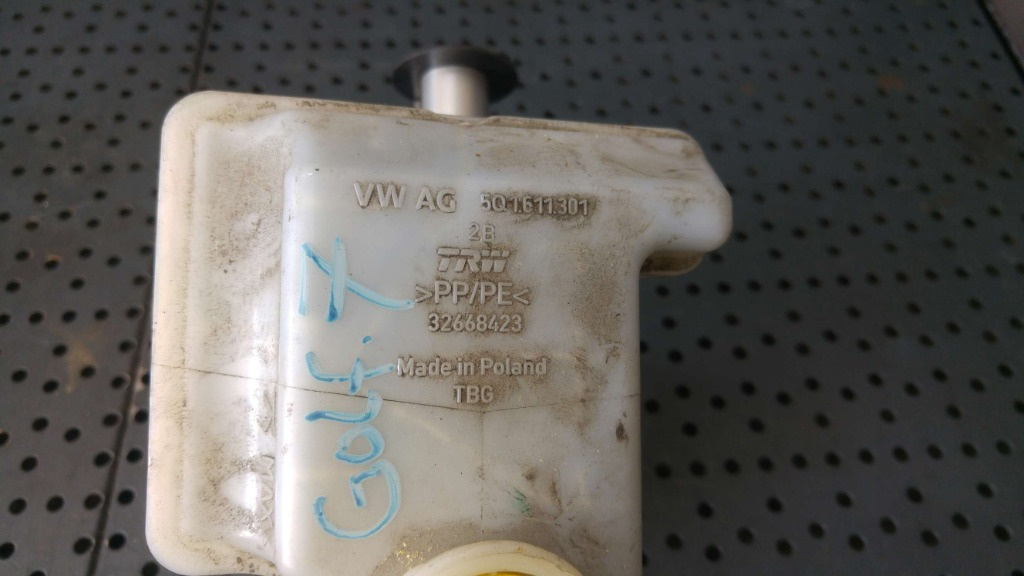 VW AG 5Q1.611.301
2B
TRW
>PP/PE<
32668423
Made in Poland
TBG
GOLF.7